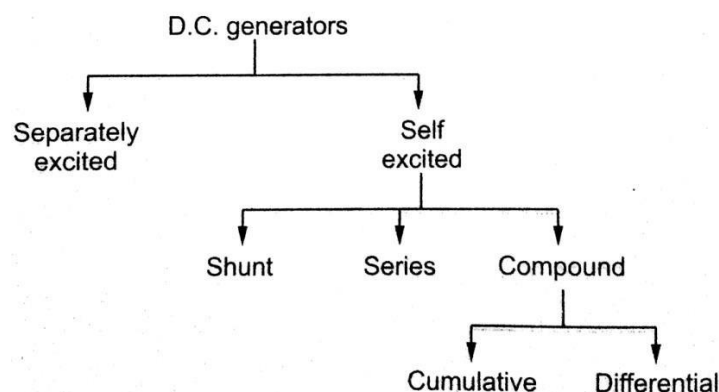 D.C. generators
Separately
excited
Self
excited
Shunt
Series
Compound
Cumulative
Differential